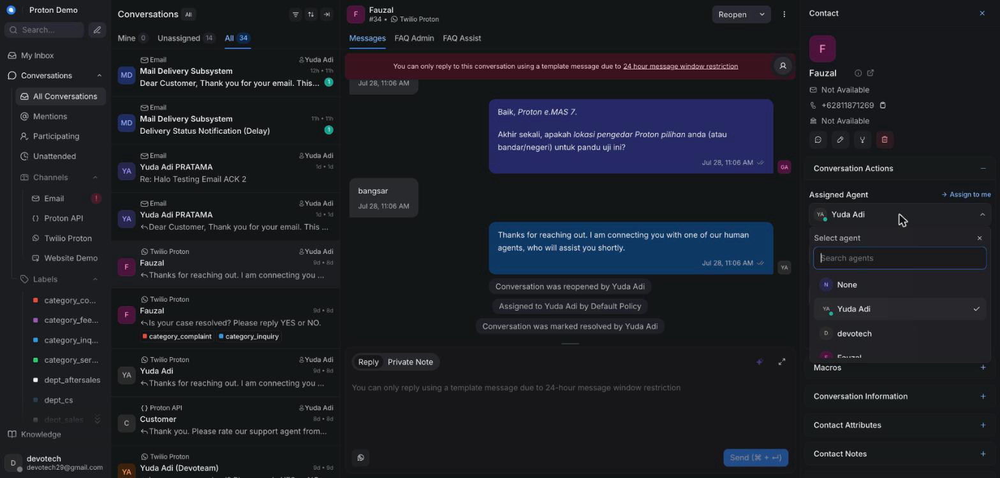 Proton Demo
Search...
My Inbox
Conversations
All Conversations
Mentions
Participating
Unattended
Channels
Email
!
Proton API
Twilio Proton
Website Demo
Labels
category_co...
category_fee...
category_inq...
category_ser...
dept_aftersales
dept_cs
dept_sales
Knowledge
D
devotech
devotech29@gmail.com
Conversations All
Mine 0 Unassigned 14 All 34
Email Yuda Adi
MD Mail Delivery Subsystem 12h • 11h
Dear Customer, Thank you for your email. This... 1
Email
MD Mail Delivery Subsystem 11h • 11h
Delivery Status Notification (Delay) 1
Email Yuda Adi
YA Yuda Adi PRATAMA 1d • 1d
Re: Halo Testing Email ACK 2
Email Yuda Adi
YA Yuda Adi PRATAMA 1d • 1d
Dear Customer, Thank you for your email. This ...
Twilio Proton Yuda Adi
F Fauzal 9d • 8d
Thanks for reaching out. I am connecting you ...
Twilio Proton
F Fauzal 9d • 8d
Is your case resolved? Please reply YES or NO.
category_complaint category_inquiry
Twilio Proton Yuda Adi
YA Yuda Adi 9d • 8d
Thanks for reaching out. I am connecting you ...
{} Proton API Yuda Adi
C Customer 8d • 8d
Thank you. Please rate our support agent from...
Twilio Proton
YA Yuda Adi (Devoteam) 9d • 9d
F Fauzal
#34 • Twilio Proton
Reopen
Messages FAQ Admin FAQ Assist
You can only reply to this conversation using a template message due to 24 hour message window restriction
Jul 28, 11:06 AM
Baik, Proton e.MAS 7.
Akhir sekali, apakah lokasi pengedar Proton pilihan anda (atau
bandar/negeri) untuk pandu uji ini?
Jul 28, 11:06 AM
GA
bangsar
Jul 28, 11:06 AM
Thanks for reaching out. I am connecting you with one of our human
agents, who will assist you shortly.
Jul 28, 11:06 AM
YA
Conversation was reopened by Yuda Adi
Assigned to Yuda Adi by Default Policy
Conversation was marked resolved by Yuda Adi
Reply Private Note
You can only reply using a template message due to 24-hour message window restriction
Send (⌘ + ↵)
Contact
F
Fauzal
Not Available
+62811871269
Not Available
Conversation Actions
Assigned Agent → Assign to me
YA Yuda Adi
Select agent
Search agents
N None
YA Yuda Adi
D devotech
F Fauzal
Macros
Conversation Information
Contact Attributes
Contact Notes